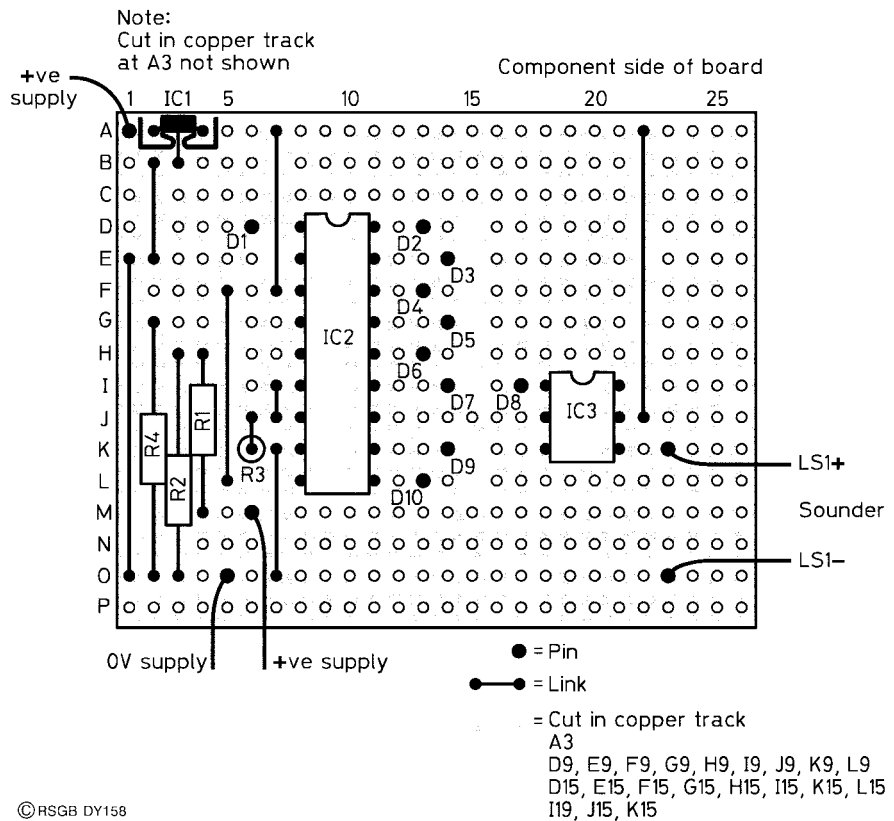 Note:
Cut in copper track
at A3 not shown
+ve
supply
Component side of board
1 IC1 5 10 15 20 25
A
B
C
D
E
F
G
H
I
J
K
L
M
N
O
P
D1
D2
D3
D4
D5
D6
D7
D8
D9
D10
IC2
IC3
R1
R4
R2
R3
LS1+
Sounder
LS1–
0V supply
+ve supply
= Pin
= Link
= Cut in copper track
A3
D9, E9, F9, G9, H9, I9, J9, K9, L9
D15, E15, F15, G15, H15, I15, K15, L15
I19, J15, K15
© RSGB DY158